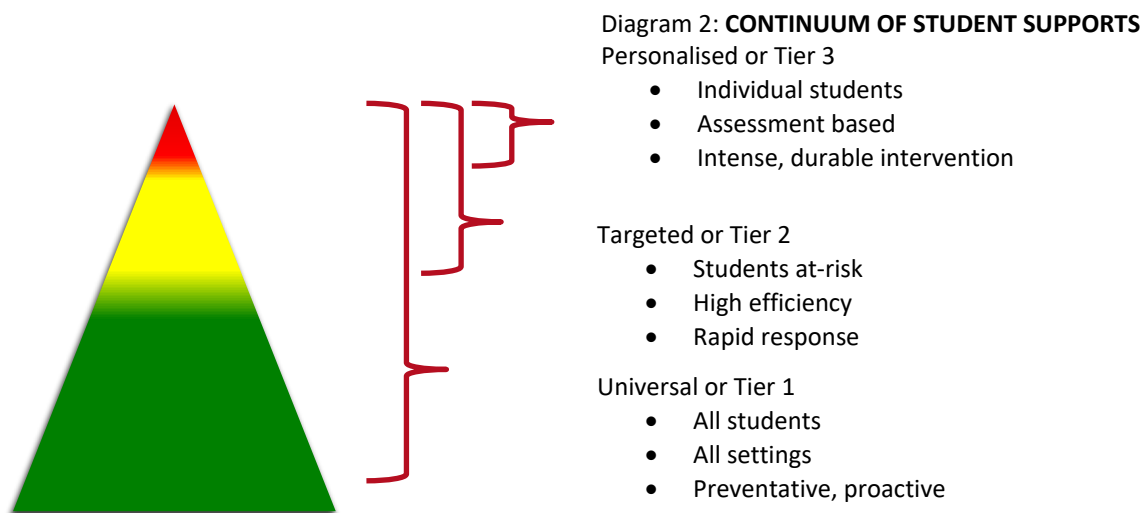 Diagram 2: CONTINUUM OF STUDENT SUPPORTS
Personalised or Tier 3
• Individual students
• Assessment based
• Intense, durable intervention
Targeted or Tier 2
• Students at-risk
• High efficiency
• Rapid response
Universal or Tier 1
• All students
• All settings
• Preventative, proactive